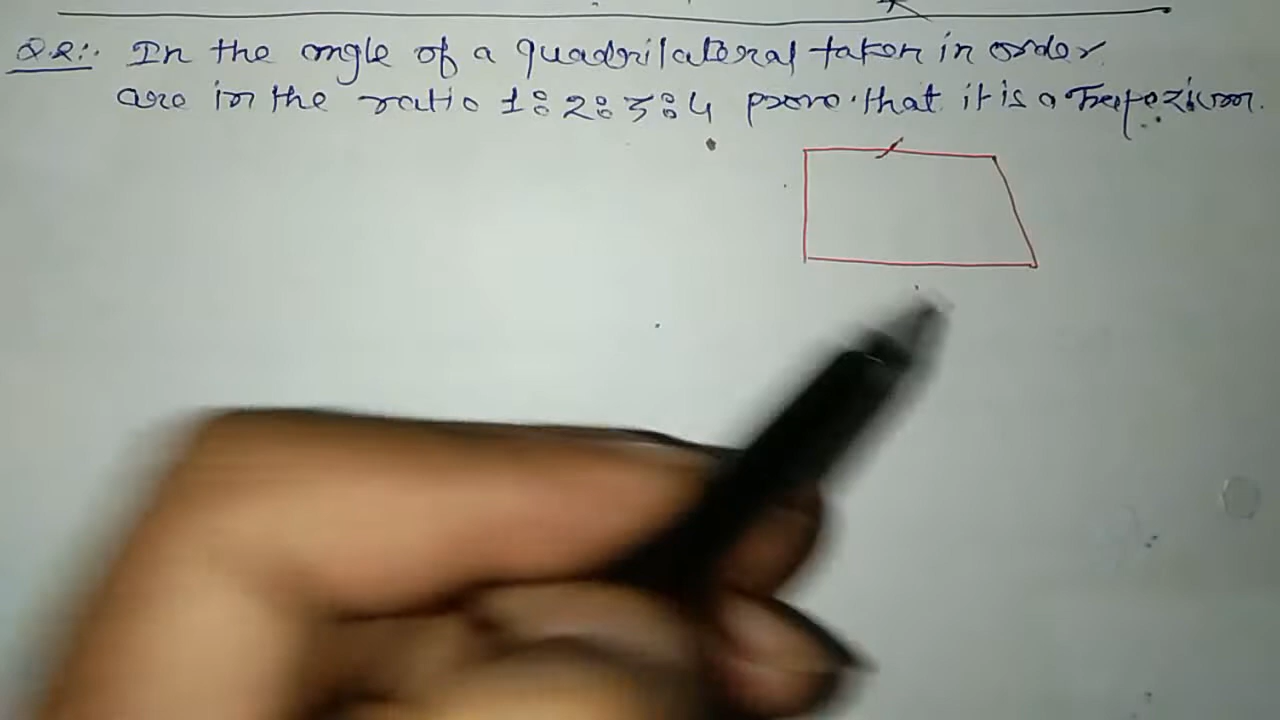 Q.2:. In the angle of a quadrilateral taken in order
are in the ratio 1:2:3:4 prove that it is a Trapezium.